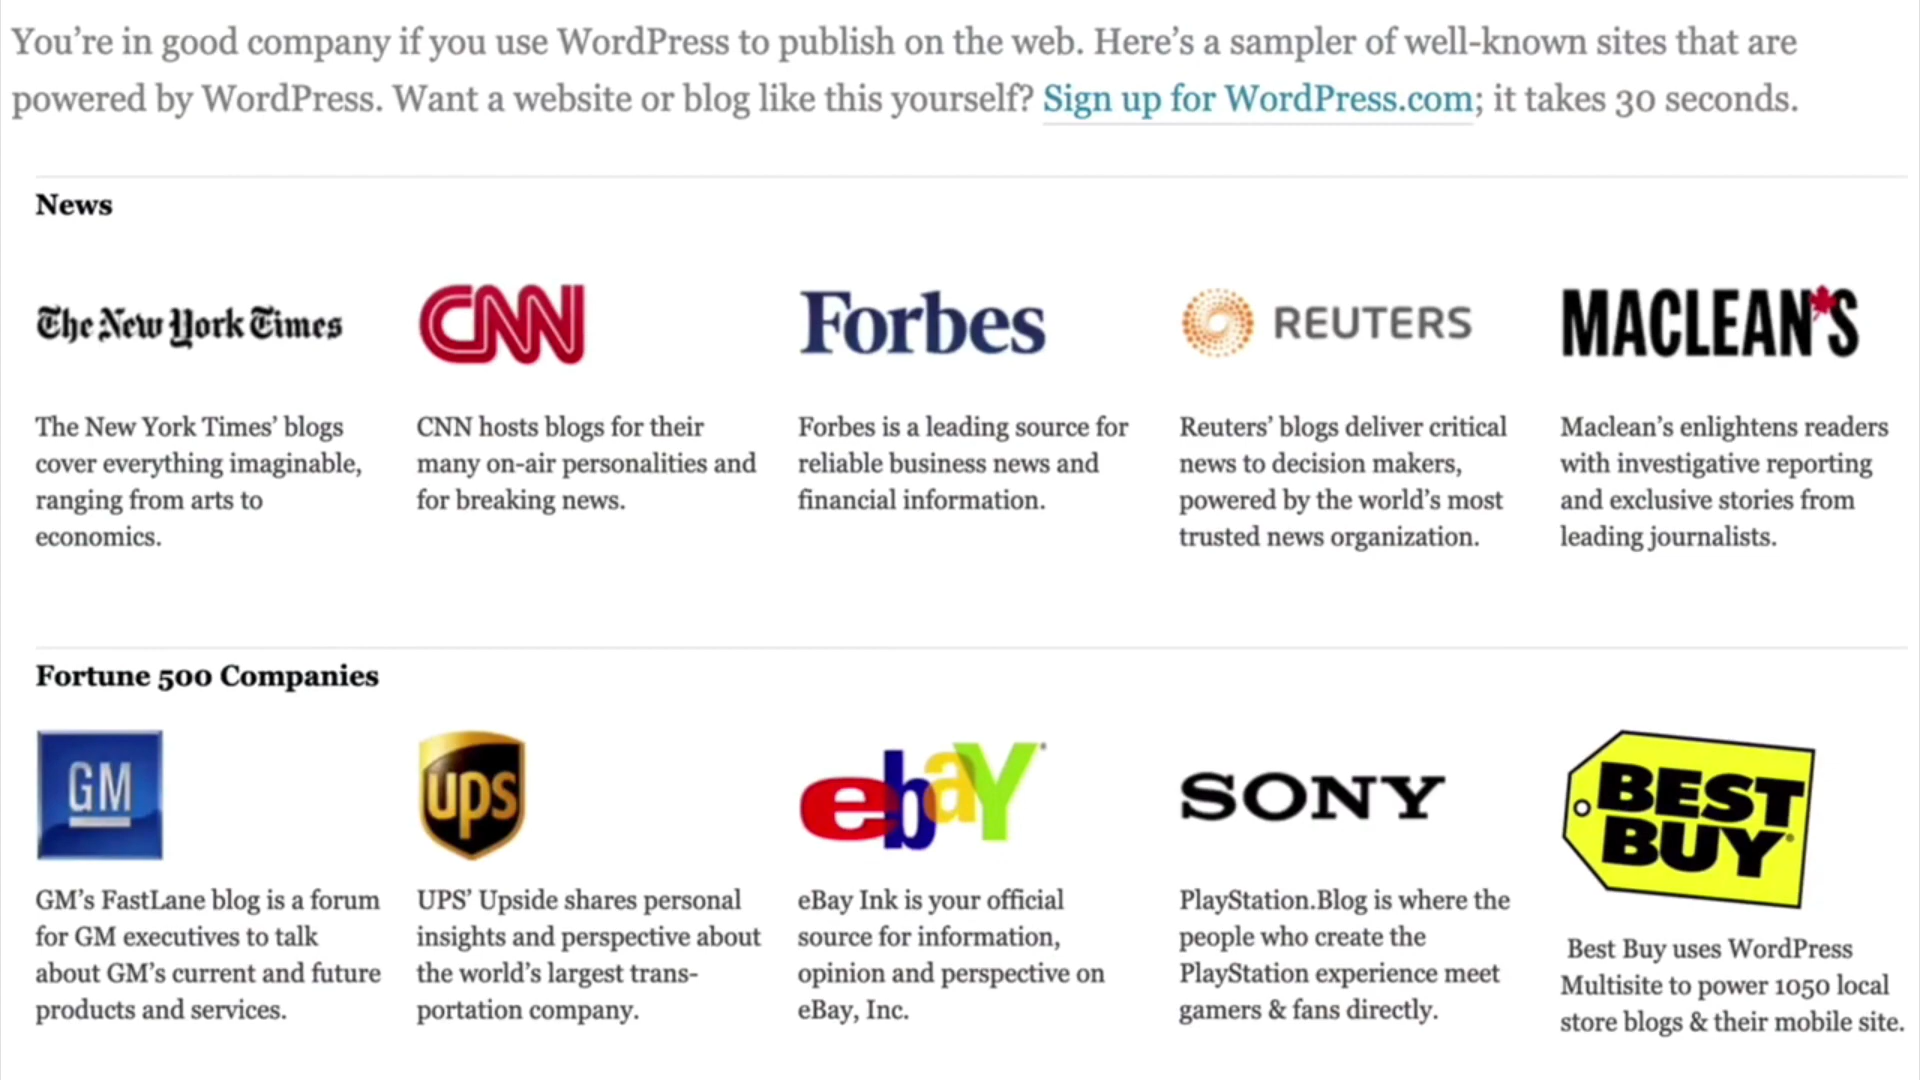 You're in good company if you use WordPress to publish on the web. Here's a sampler of well-known sites that are
powered by WordPress. Want a website or blog like this yourself? Sign up for WordPress.com; it takes 30 seconds.
News
The New York Times
CNN
Forbes
REUTERS
MACLEAN'S
The New York Times' blogs
cover everything imaginable,
ranging from arts to
economics.
CNN hosts blogs for their
many on-air personalities and
for breaking news.
Forbes is a leading source for
reliable business news and
financial information.
Reuters' blogs deliver critical
news to decision makers,
powered by the world's most
trusted news organization.
Maclean's enlightens readers
with investigative reporting
and exclusive stories from
leading journalists.
Fortune 500 Companies
GM
ups
ebaY
SONY
BEST
BUY
GM's FastLane blog is a forum
for GM executives to talk
about GM's current and future
products and services.
UPS' Upside shares personal
insights and perspective about
the world's largest trans-
portation company.
eBay Ink is your official
source for information,
opinion and perspective on
eBay, Inc.
PlayStation.Blog is where the
people who create the
PlayStation experience meet
gamers & fans directly.
Best Buy uses WordPress
Multisite to power 1050 local
store blogs & their mobile site.